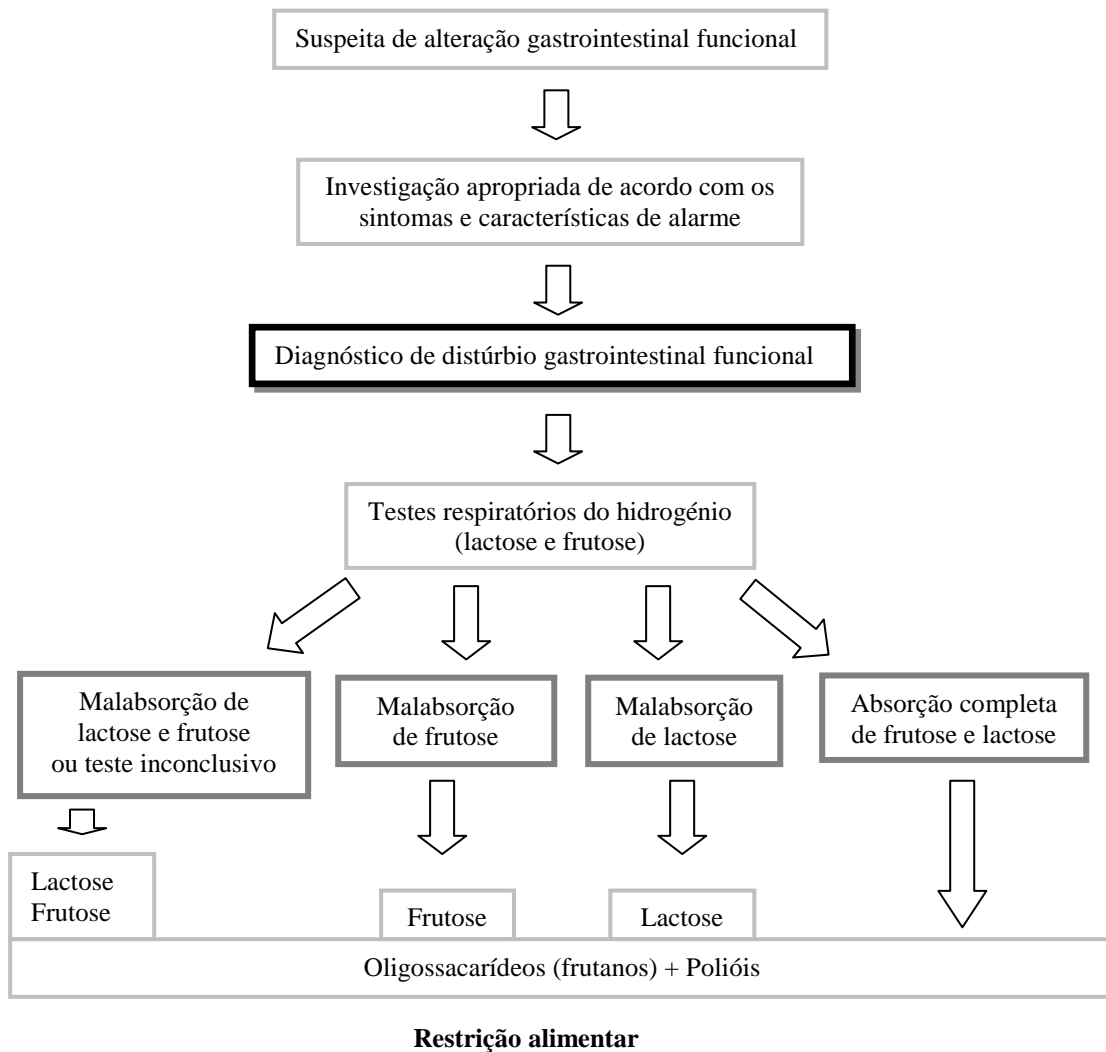 Suspeita de alteração gastrointestinal funcional
Investigação apropriada de acordo com os
sintomas e características de alarme
Diagnóstico de distúrbio gastrointestinal funcional
Testes respiratórios do hidrogénio
(lactose e frutose)
Malabsorção de
lactose e frutose
ou teste inconclusivo
Malabsorção
de frutose
Malabsorção
de lactose
Absorção completa
de frutose e lactose
Lactose
Frutose
Frutose
Lactose
Oligossacarídeos (frutanos) + Polióis
Restrição alimentar